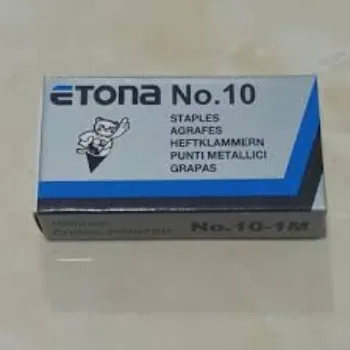 ETONA No.10
STAPLES
AGRAFES
HEFTKLAMMERN
PUNTI METALLICI
GRAPAS
No.10-1M